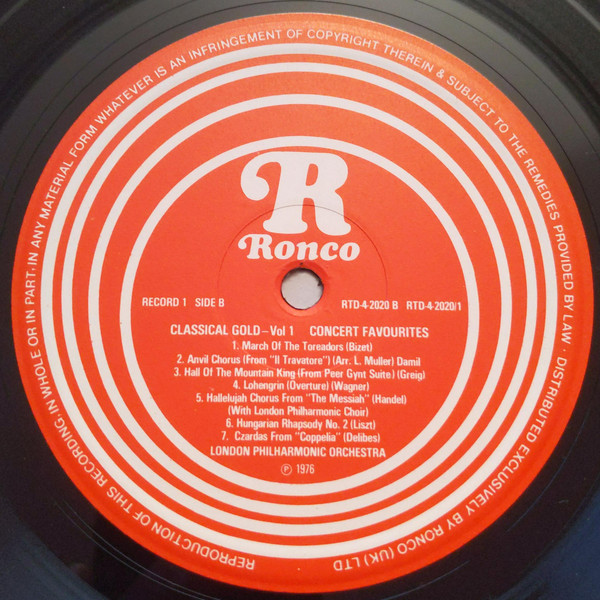 R
Ronco
RECORD 1 SIDE B RTD-4-2020 B RTD-4-2020/1
CLASSICAL GOLD-Vol 1 CONCERT FAVOURITES
1. March Of The Toreadors (Bizet)
2. Anvil Chorus (From "Il Travatore") (Arr. L. Muller) Damil
3. Hall Of The Mountain King (From Peer Gynt Suite) (Greig)
4. Lohengrin (Overture) (Wagner)
5. Hallelujah Chorus From "The Messiah" (Handel)
(With London Philharmonic Choir)
6. Hungarian Rhapsody No. 2 (Liszt)
7. Czardas From "Coppelia" (Delibes)
LONDON PHILHARMONIC ORCHESTRA
Ⓟ 1976
REPRODUCTION OF THIS RECORDING, IN WHOLE OR IN PART, IN ANY MATERIAL FORM WHATEVER IS AN INFRINGEMENT OF COPYRIGHT THEREIN & SUBJECT TO THE REMEDIES PROVIDED BY LAW · DISTRIBUTED EXCLUSIVELY BY RONCO (UK) LTD